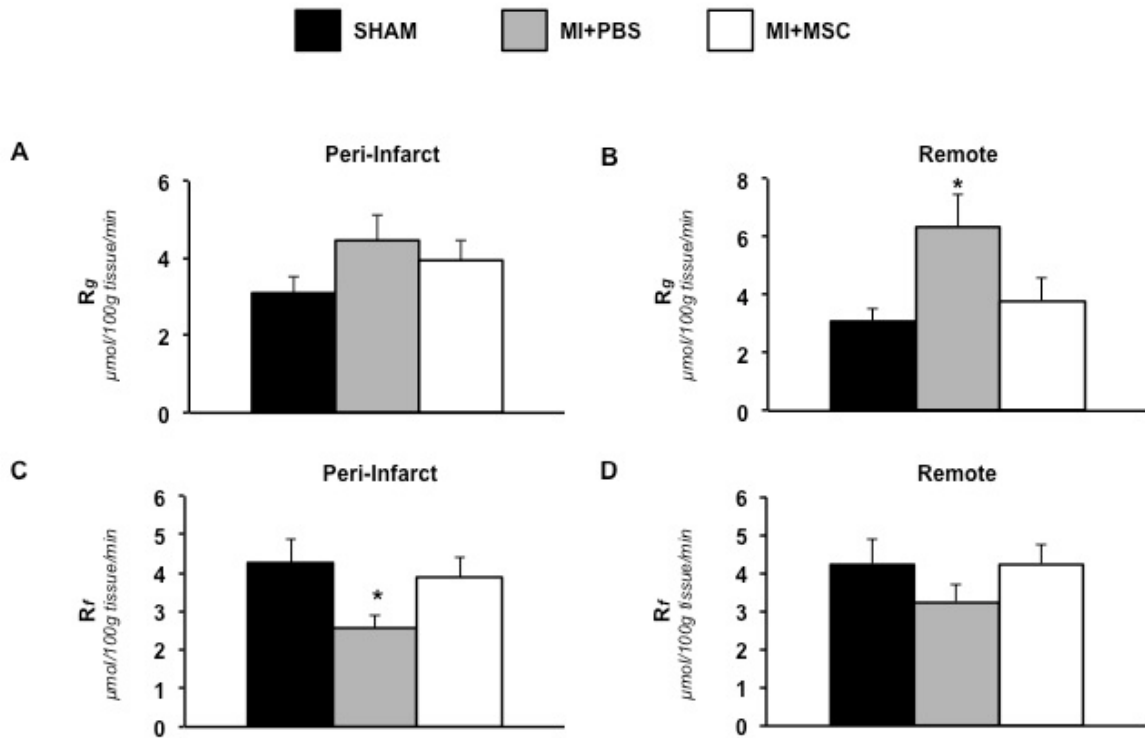 SHAM MI+PBS MI+MSC
A
Peri-Infarct
Rg
µmol/100g tissue/min
6
4
2
0
B
Remote
*
Rg
µmol/100g tissue/min
8
6
4
2
0
C
Peri-Infarct
*
Rf
µmol/100g tissue/min
6
5
4
3
2
1
0
D
Remote
Rf
µmol/100g tissue/min
6
5
4
3
2
1
0